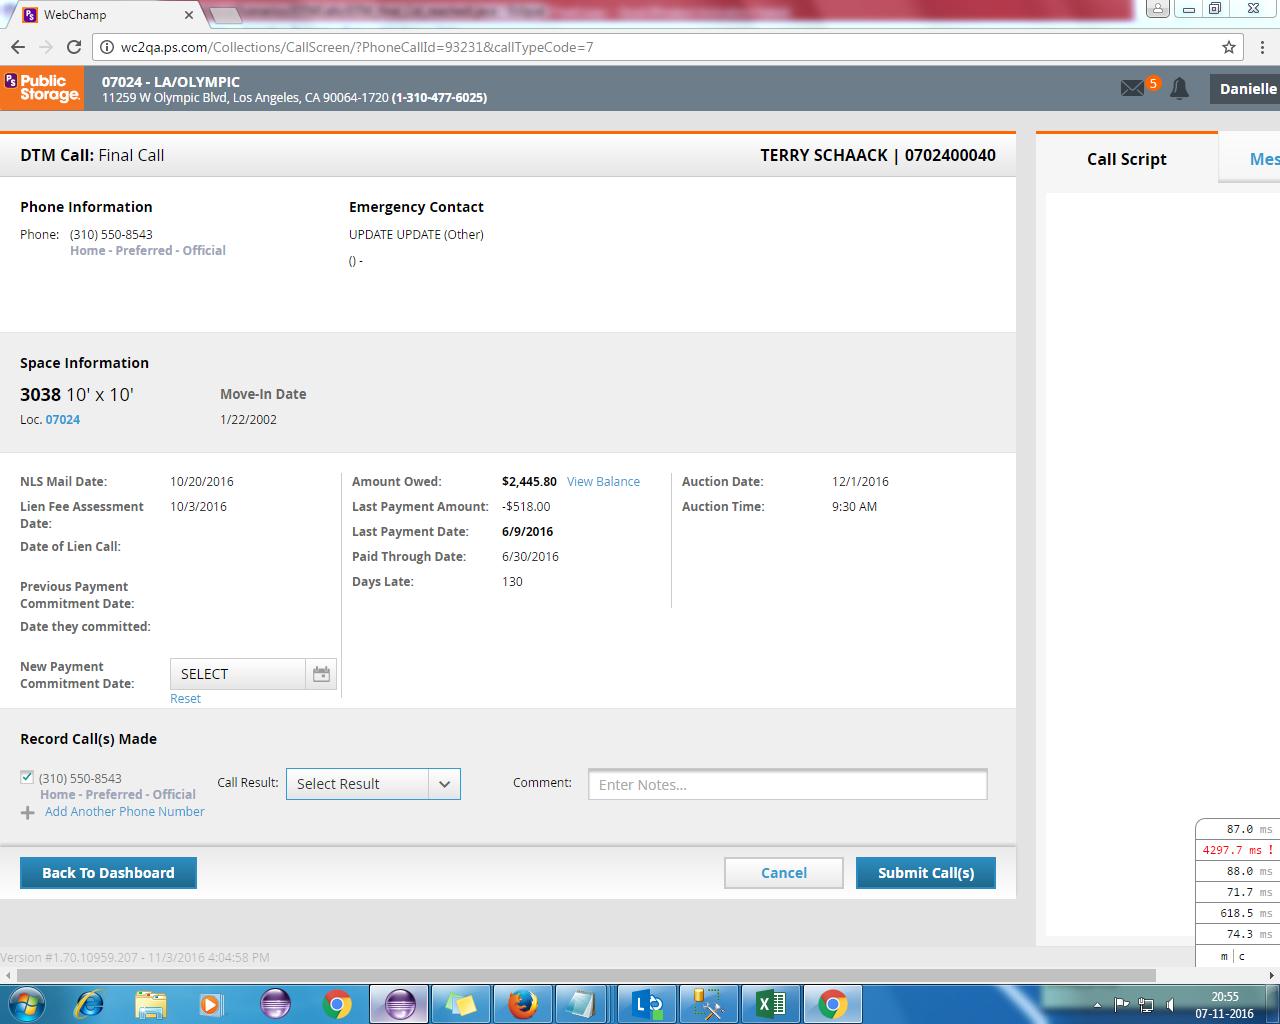 WebChamp
wc2qa.ps.com/Collections/CallScreen/?PhoneCallId=93231&callTypeCode=7
PS Public Storage.
07024 - LA/OLYMPIC
11259 W Olympic Blvd, Los Angeles, CA 90064-1720 (1-310-477-6025)
5
Danielle
DTM Call: Final Call
TERRY SCHAACK | 0702400040
Call Script
Mes
Phone Information
Phone: (310) 550-8543
Home - Preferred - Official
Emergency Contact
UPDATE UPDATE (Other)
() -
Space Information
3038 10' x 10'
Loc. 07024
Move-In Date
1/22/2002
NLS Mail Date: 10/20/2016
Lien Fee Assessment Date: 10/3/2016
Date of Lien Call:
Previous Payment
Commitment Date:
Date they committed:
New Payment
Commitment Date:
SELECT
Reset
Amount Owed: $2,445.80 View Balance
Last Payment Amount: -$518.00
Last Payment Date: 6/9/2016
Paid Through Date: 6/30/2016
Days Late: 130
Auction Date: 12/1/2016
Auction Time: 9:30 AM
Record Call(s) Made
(310) 550-8543
Home - Preferred - Official
Add Another Phone Number
Call Result: Select Result
Comment: Enter Notes...
Back To Dashboard
Cancel
Submit Call(s)
87.0 ms
4297.7 ms !
88.0 ms
71.7 ms
618.5 ms
74.3 ms
m | c
Version #1.70.10959.207 - 11/3/2016 4:04:58 PM
20:55
07-11-2016